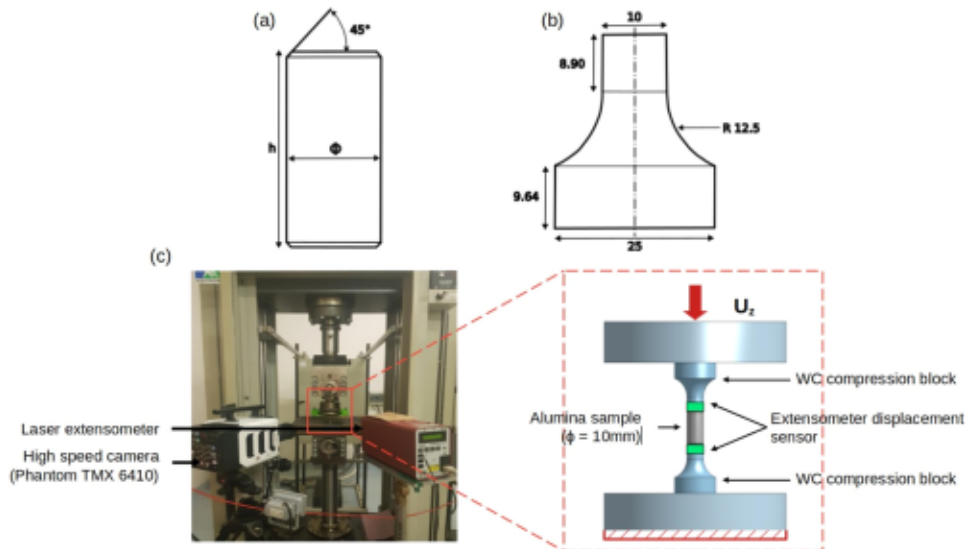 (a)
45°
h
Φ
(b)
10
8.90
R 12.5
9.64
25
(c)
Laser extensometer
High speed camera
(Phantom TMX 6410)
U_z
WC compression block
Alumina sample
(ϕ = 10mm)
Extensometer displacement
sensor
WC compression block